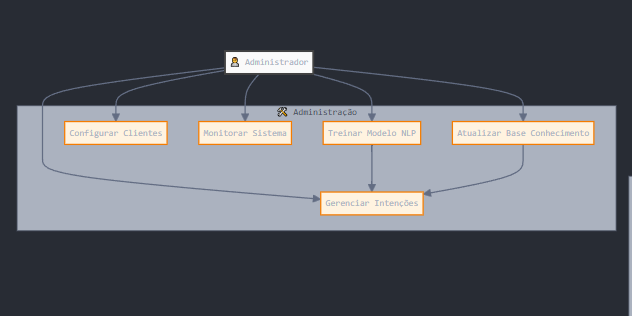 Administrador
Administração
Configurar Clientes
Monitorar Sistema
Treinar Modelo NLP
Atualizar Base Conhecimento
Gerenciar Intenções